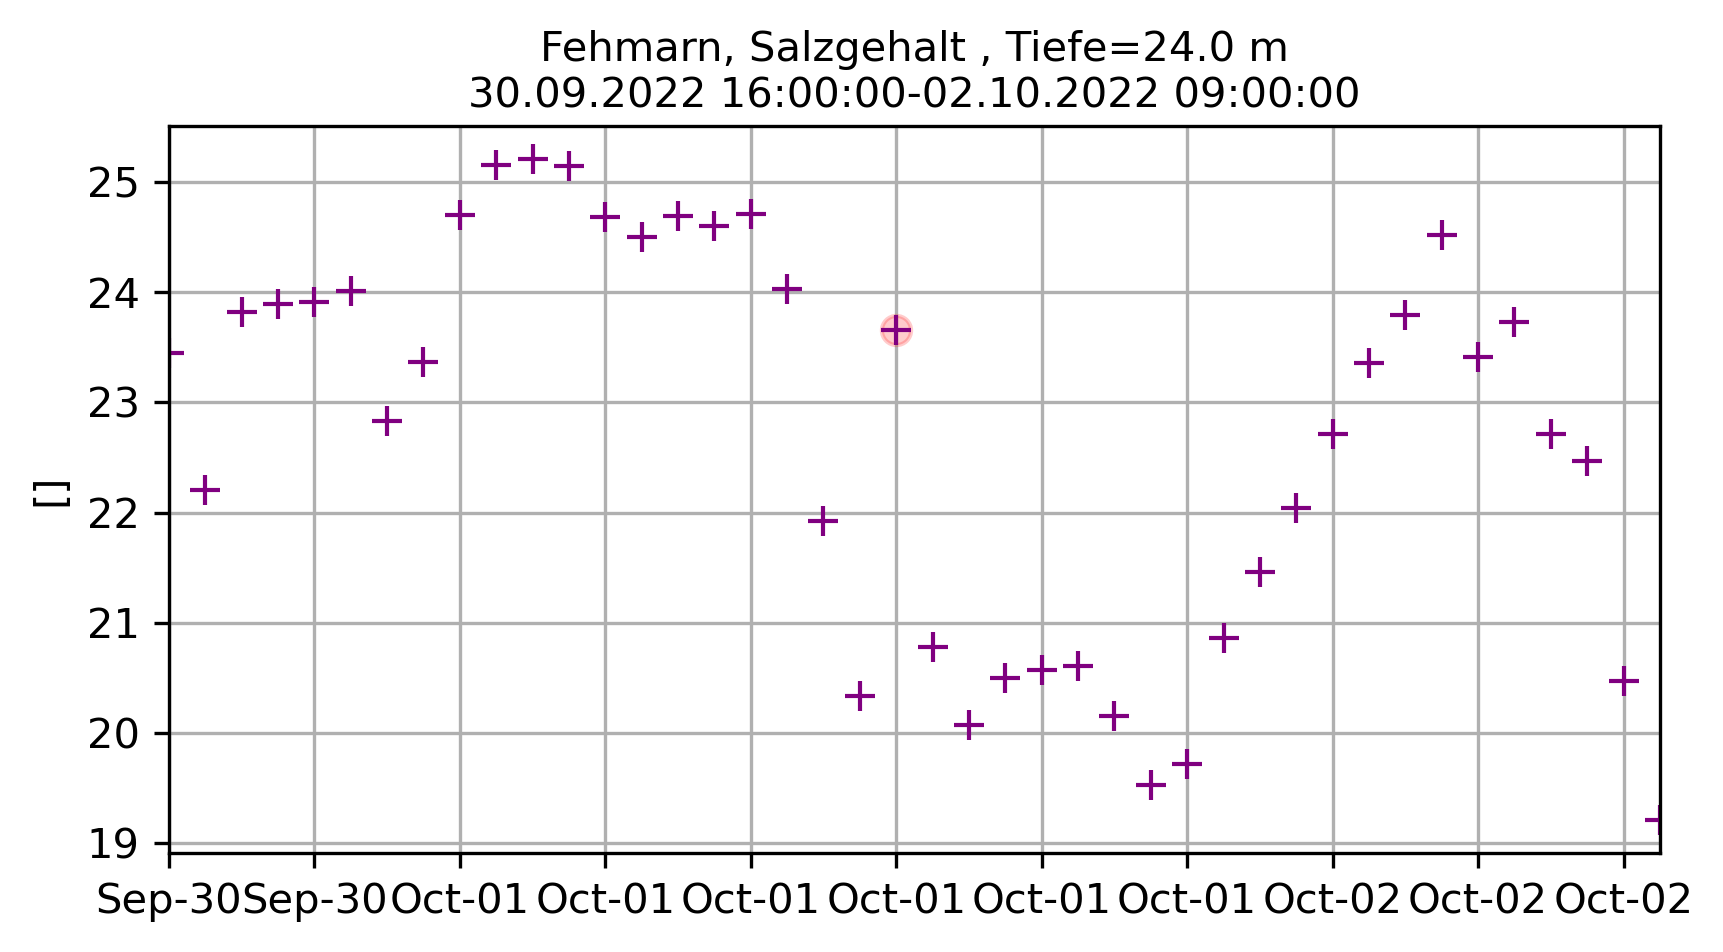 Fehmarn, Salzgehalt , Tiefe=24.0 m
30.09.2022 16:00:00-02.10.2022 09:00:00
25
24
23
22
21
20
19
[]
Sep-30 Sep-30 Oct-01 Oct-01 Oct-01 Oct-01 Oct-01 Oct-01 Oct-02 Oct-02 Oct-02